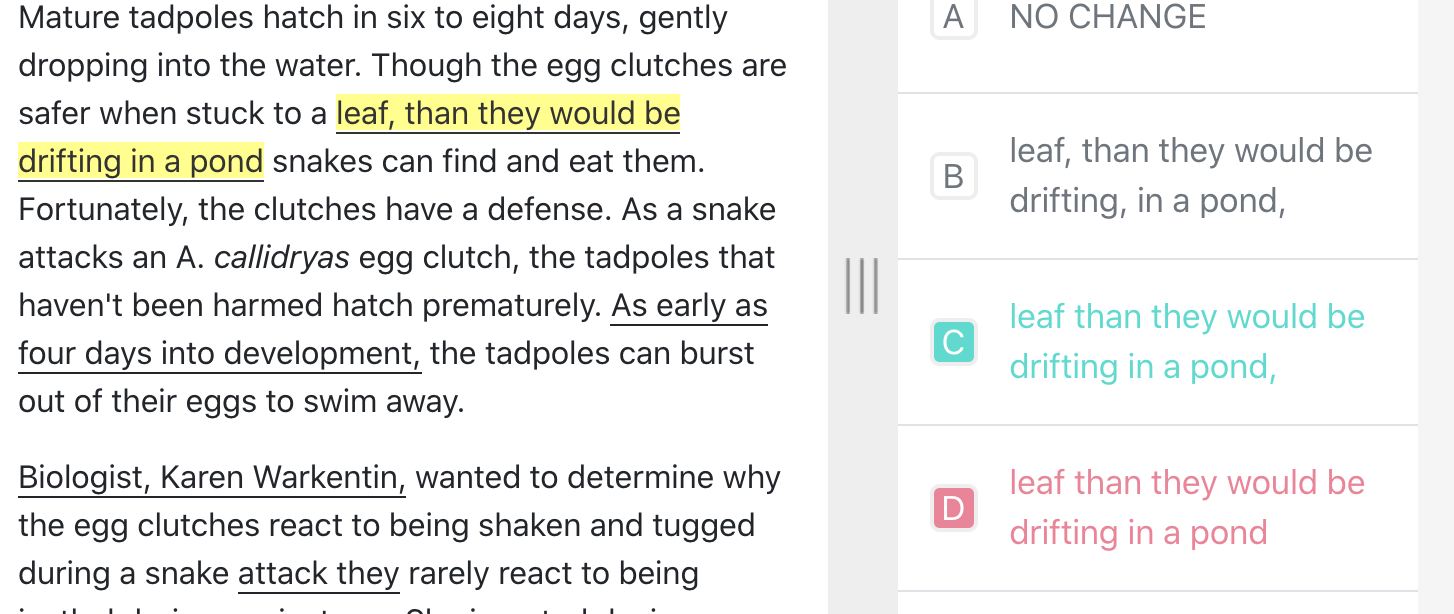 Mature tadpoles hatch in six to eight days, gently
dropping into the water. Though the egg clutches are
safer when stuck to a leaf, than they would be
drifting in a pond snakes can find and eat them.
Fortunately, the clutches have a defense. As a snake
attacks an A. callidryas egg clutch, the tadpoles that
haven't been harmed hatch prematurely. As early as
four days into development, the tadpoles can burst
out of their eggs to swim away.
Biologist, Karen Warkentin, wanted to determine why
the egg clutches react to being shaken and tugged
during a snake attack they rarely react to being
A NO CHANGE
B leaf, than they would be
drifting, in a pond,
C leaf than they would be
drifting in a pond,
D leaf than they would be
drifting in a pond